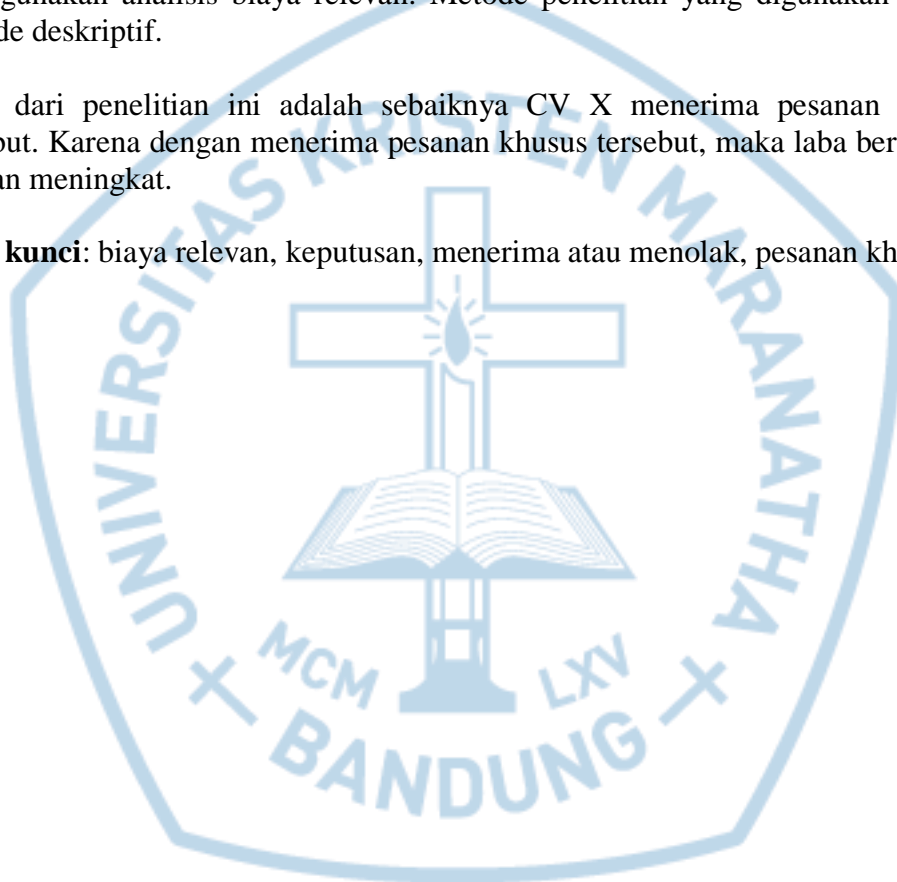 gunakan analisis biaya relevan. Metode penelitian yang digunakan
de deskriptif.
dari penelitian ini adalah sebaiknya CV X menerima pesanan
but. Karena dengan menerima pesanan khusus tersebut, maka laba ber
an meningkat.
kunci: biaya relevan, keputusan, menerima atau menolak, pesanan kh
UNIVERSITAS KRISTEN MARANATHA
MCM LXV
BANDUNG